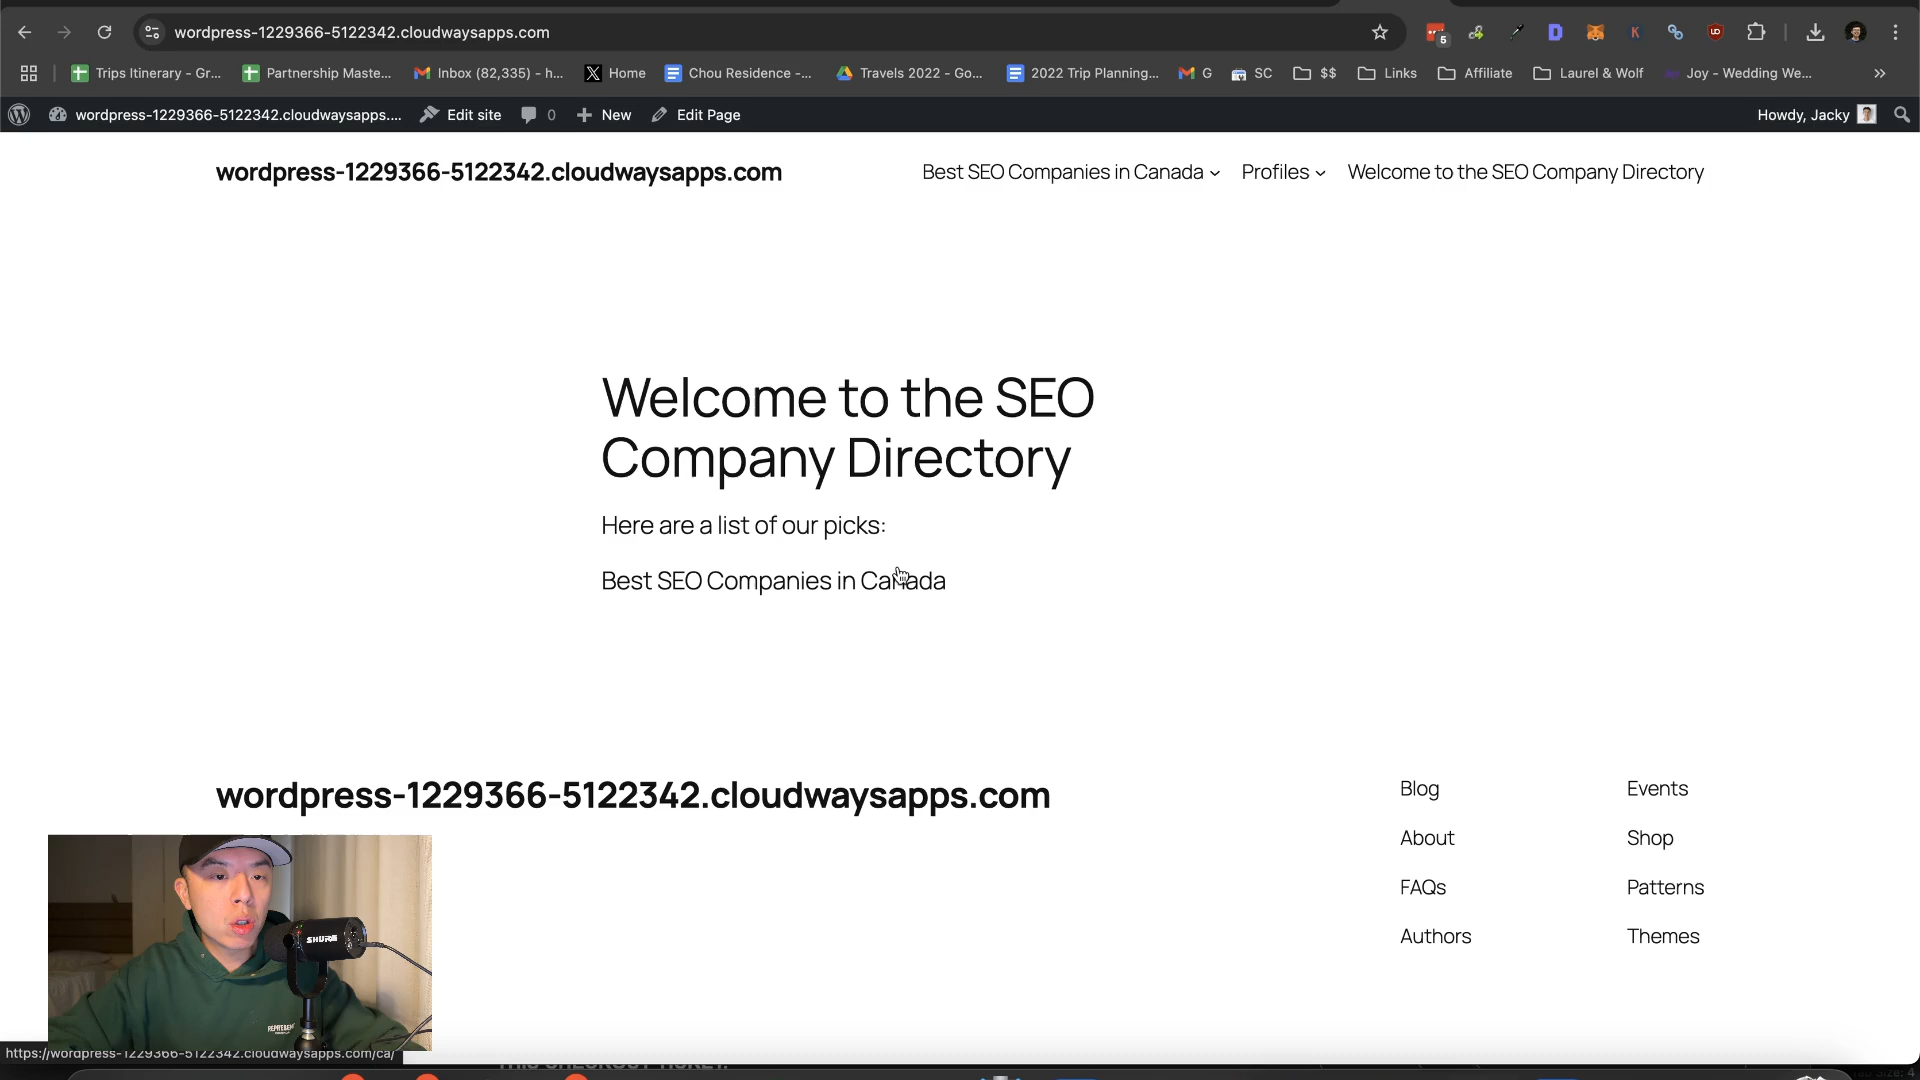 wordpress-1229366-5122342.cloudwaysapps.com
5
Trips Itinerary - Gr...
Partnership Maste...
Inbox (82,335) - h...
Home
Chou Residence -...
Travels 2022 - Go...
2022 Trip Planning...
G
SC
$$
Links
Affiliate
Laurel & Wolf
Joy - Wedding We...
wordpress-1229366-5122342.cloudwaysapps....
Edit site
0
New
Edit Page
Howdy, Jacky
wordpress-1229366-5122342.cloudwaysapps.com
Best SEO Companies in Canada
Profiles
Welcome to the SEO Company Directory
Welcome to the SEO
Company Directory
Here are a list of our picks:
Best SEO Companies in Canada
wordpress-1229366-5122342.cloudwaysapps.com
Blog
Events
About
Shop
FAQs
Patterns
Authors
Themes
SHURE
https://wordpress-1229366-5122342.cloudwaysapps.com/ca/